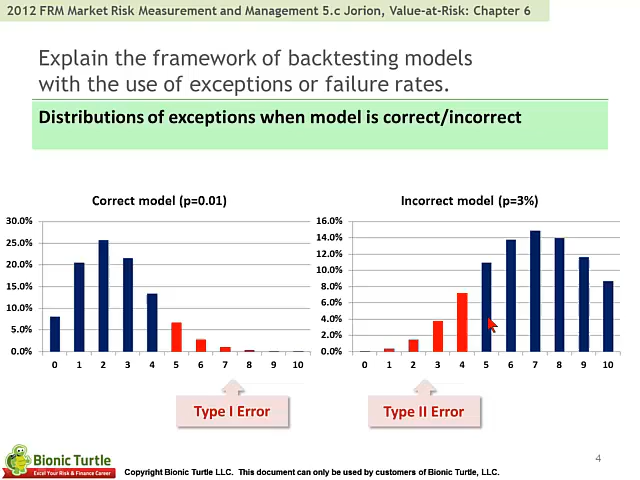 2012 FRM Market Risk Measurement and Management 5.c Jorion, Value-at-Risk: Chapter 6
Explain the framework of backtesting models
with the use of exceptions or failure rates.
Distributions of exceptions when model is correct/incorrect
Correct model (p=0.01)
30.0%
25.0%
20.0%
15.0%
10.0%
5.0%
0.0%
0 1 2 3 4 5 6 7 8 9 10
Type I Error
Incorrect model (p=3%)
16.0%
14.0%
12.0%
10.0%
8.0%
6.0%
4.0%
2.0%
0.0%
0 1 2 3 4 5 6 7 8 9 10
Type II Error
4
Bionic Turtle
Excel Your Risk & Finance Career
Copyright Bionic Turtle LLC. This document can only be used by customers of Bionic Turtle, LLC.